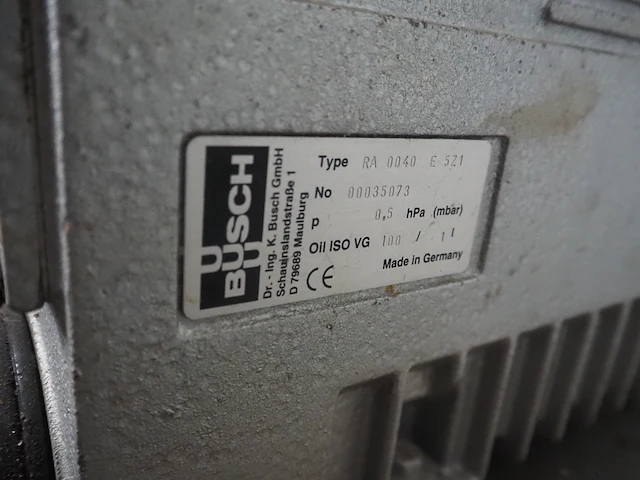 BUSCH
Dr. - Ing. K. Busch GmbH
Schauinslandstraße 1
D 79689 Maulburg
CE
Type RA 0040 E 5Z1
No 00035073
p 0,5 hPa (mbar)
Oil ISO VG 100 / 1 l
Made in Germany